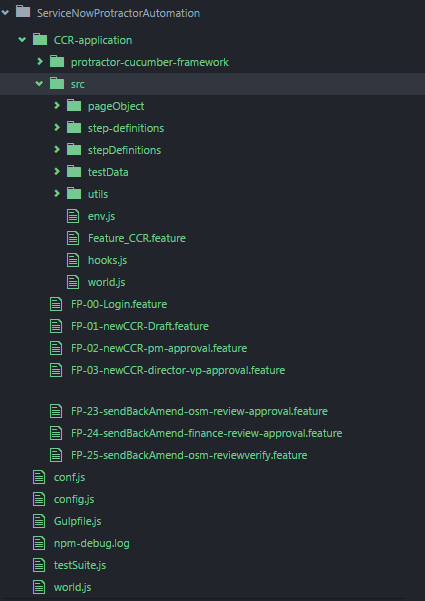 ServiceNowProtractorAutomation
CCR-application
protractor-cucumber-framework
src
pageObject
step-definitions
stepDefinitions
testData
utils
env.js
Feature_CCR.feature
hooks.js
world.js
FP-00-Login.feature
FP-01-newCCR-Draft.feature
FP-02-newCCR-pm-approval.feature
FP-03-newCCR-director-vp-approval.feature
FP-23-sendBackAmend-osm-review-approval.feature
FP-24-sendBackAmend-finance-review-approval.feature
FP-25-sendBackAmend-osm-reviewverify.feature
conf.js
config.js
Gulpfile.js
npm-debug.log
testSuite.js
world.js